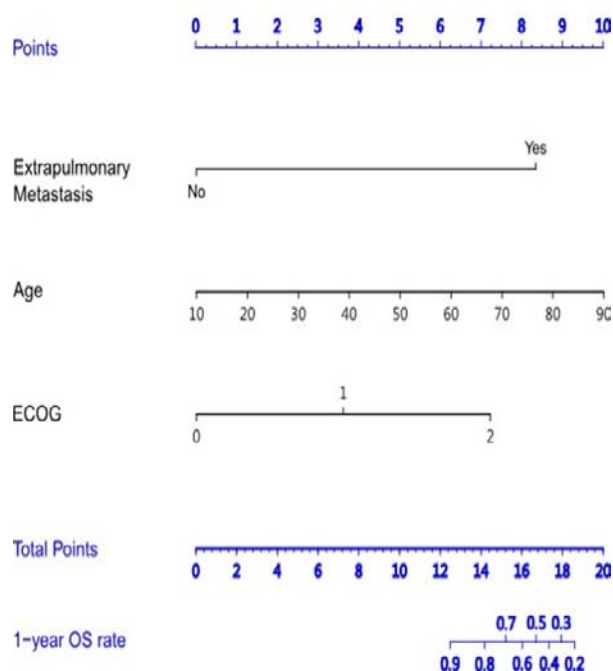 0 1 2 3 4 5 6 7 8 9 10
Points
Yes
Extrapulmonary
Metastasis
No
Age
10 20 30 40 50 60 70 80 90
1
ECOG
0 2
Total Points
0 2 4 6 8 10 12 14 16 18 20
0.7 0.5 0.3
1−year OS rate
0.9 0.8 0.6 0.4 0.2